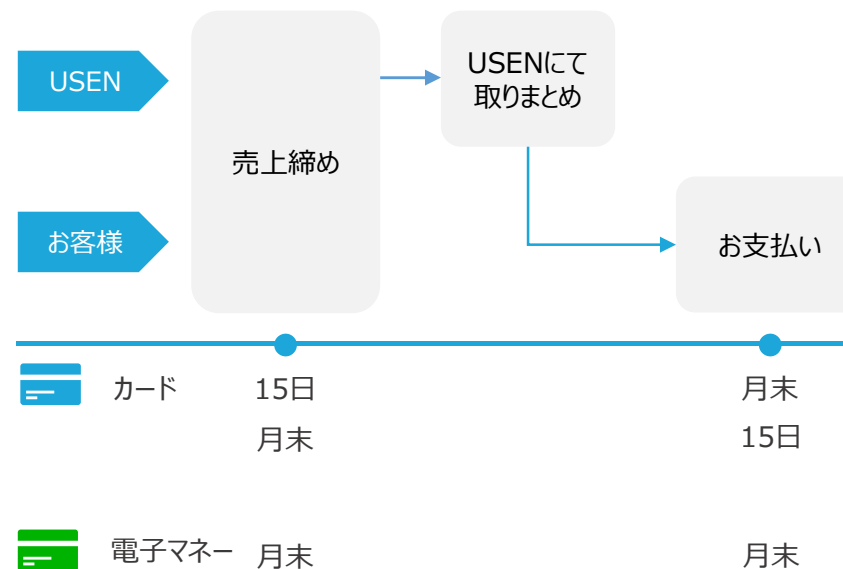 USEN
お客様
売上締め
USENにて
取りまとめ
お支払い
カード 15日 月末
月末 15日
電子マネー 月末 月末